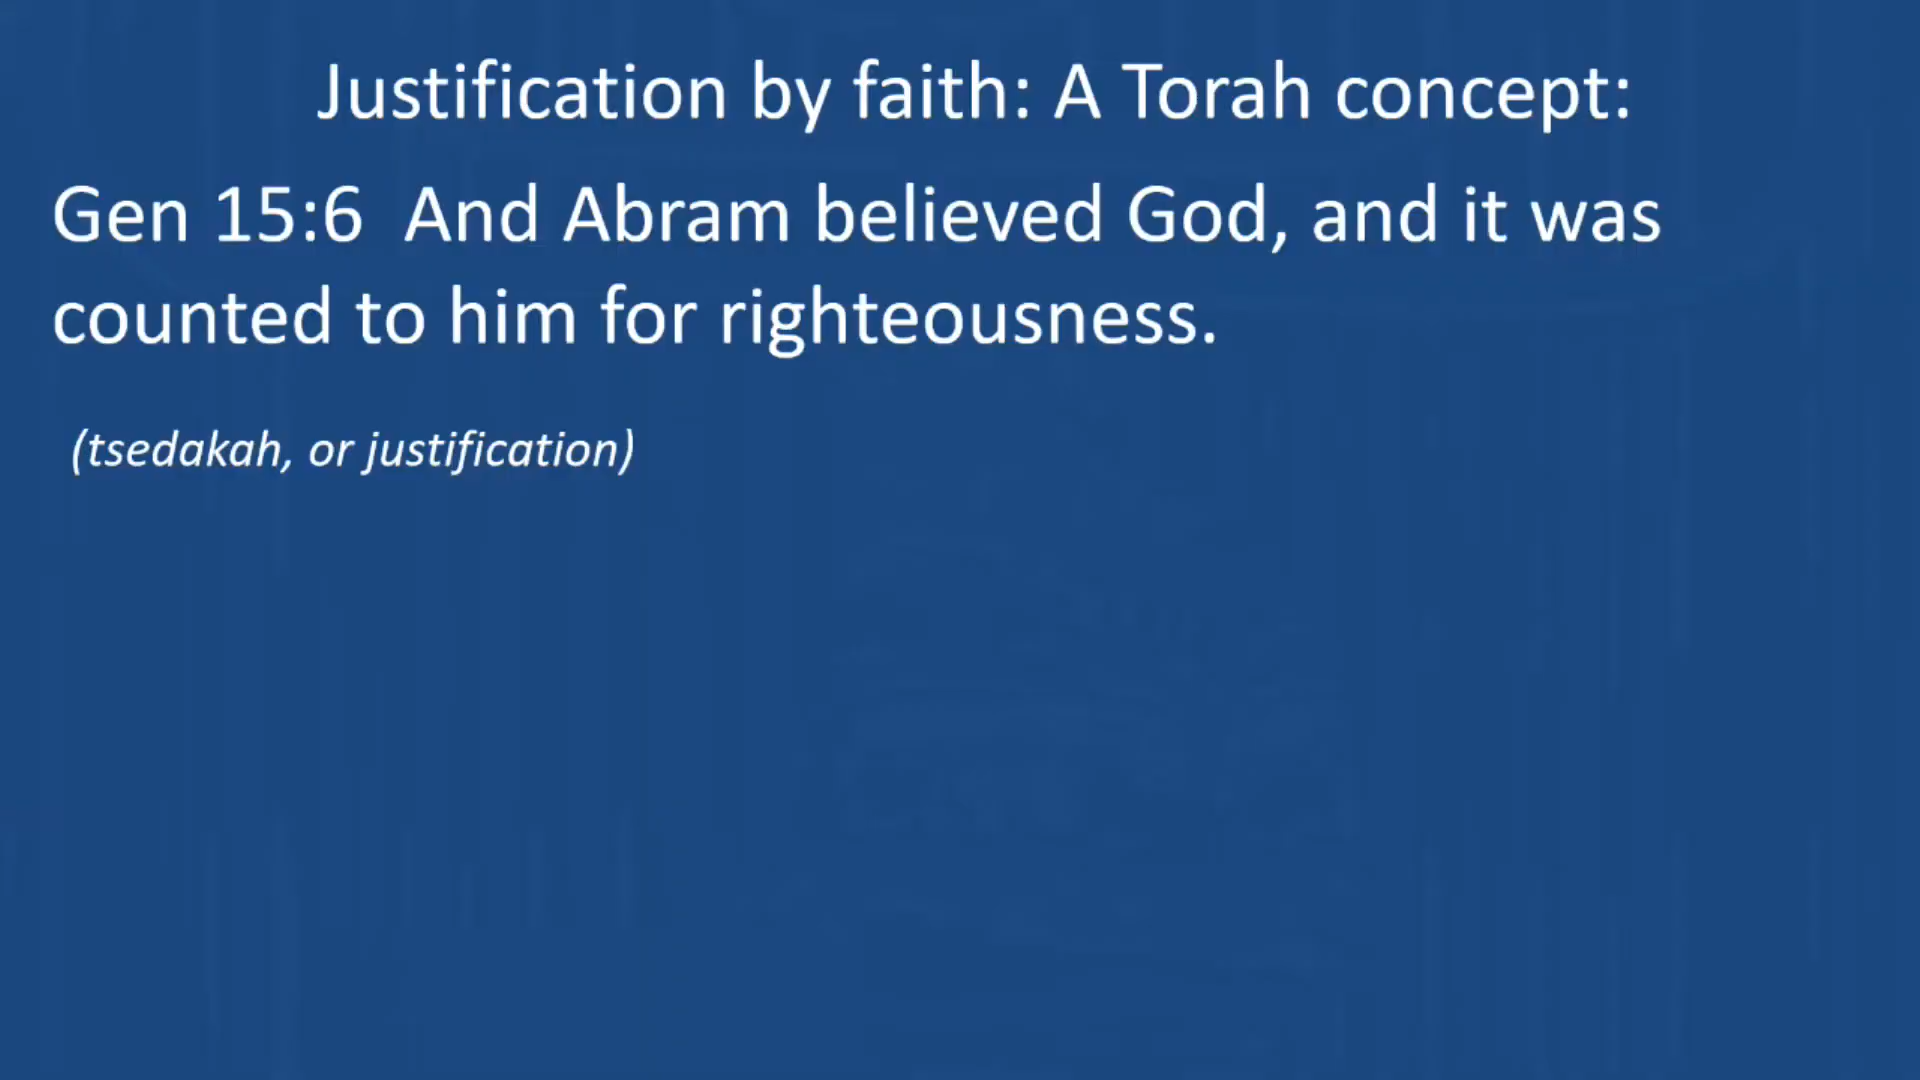 Justification by faith: A Torah concept:
Gen 15:6  And Abram believed God, and it was
counted to him for righteousness.
(tsedakah, or justification)